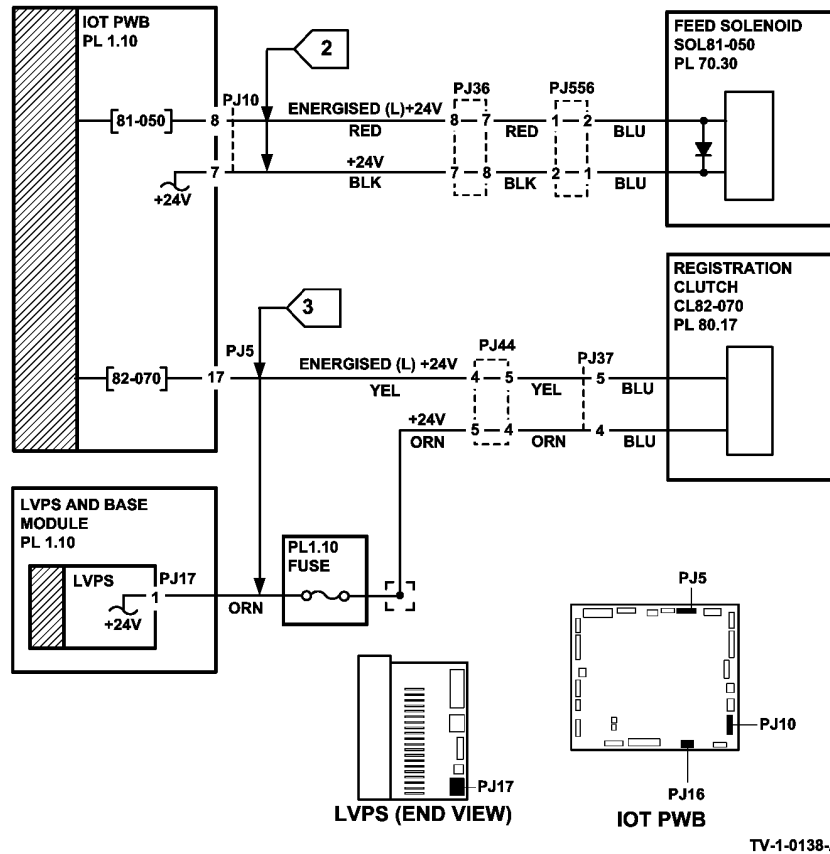 IOT PWB
PL 1.10
2
FEED SOLENOID
SOL81-050
PL 70.30
PJ10
PJ36
PJ556
81-050
8
ENERGISED (L)+24V
8 7
1 2
RED
RED
BLU
7
+24V
7 8
2 1
+24V
BLK
BLK
BLU
REGISTRATION
CLUTCH
CL82-070
PL 80.17
3
PJ5
PJ44
PJ37
82-070
17
ENERGISED (L) +24V
4 5
5
YEL
YEL
BLU
+24V
5 4
4
ORN
ORN
BLU
LVPS AND BASE
MODULE
PL 1.10
PL1.10
FUSE
LVPS
PJ17
1
+24V
ORN
PJ5
PJ10
PJ17
PJ16
LVPS (END VIEW)
IOT PWB
TV-1-0138-